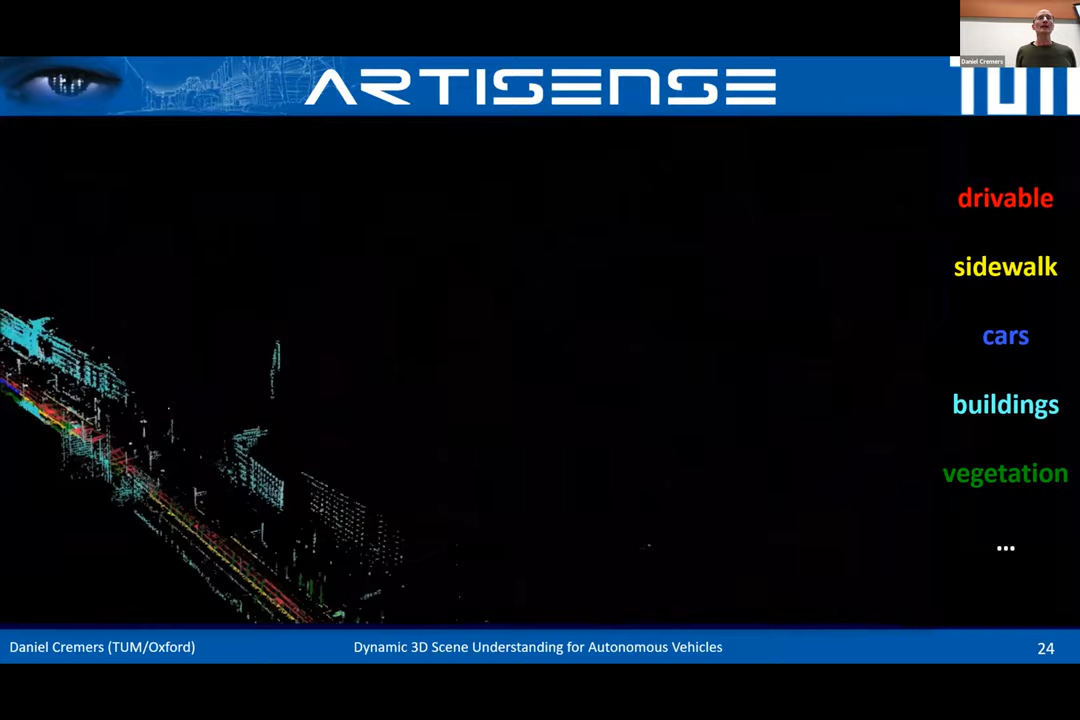 Daniel Cremers
ARTISENSE
TUM
drivable
sidewalk
cars
buildings
vegetation
...
Daniel Cremers (TUM/Oxford)
Dynamic 3D Scene Understanding for Autonomous Vehicles
24